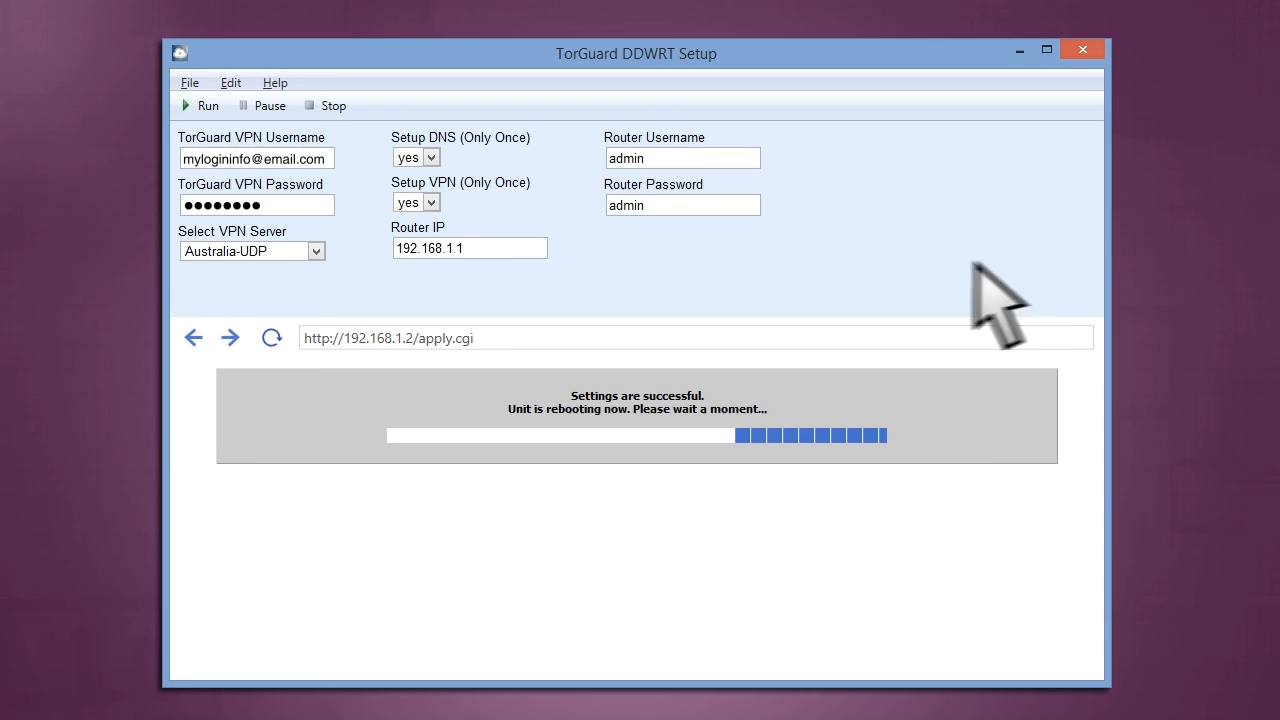 TorGuard DDWRT Setup
File Edit Help
Run Pause Stop
TorGuard VPN Username
mylogininfo@email.com
TorGuard VPN Password
●●●●●●●●
Select VPN Server
Australia-UDP
Setup DNS (Only Once)
yes
Setup VPN (Only Once)
yes
Router IP
192.168.1.1
Router Username
admin
Router Password
admin
http://192.168.1.2/apply.cgi
Settings are successful.
Unit is rebooting now. Please wait a moment...